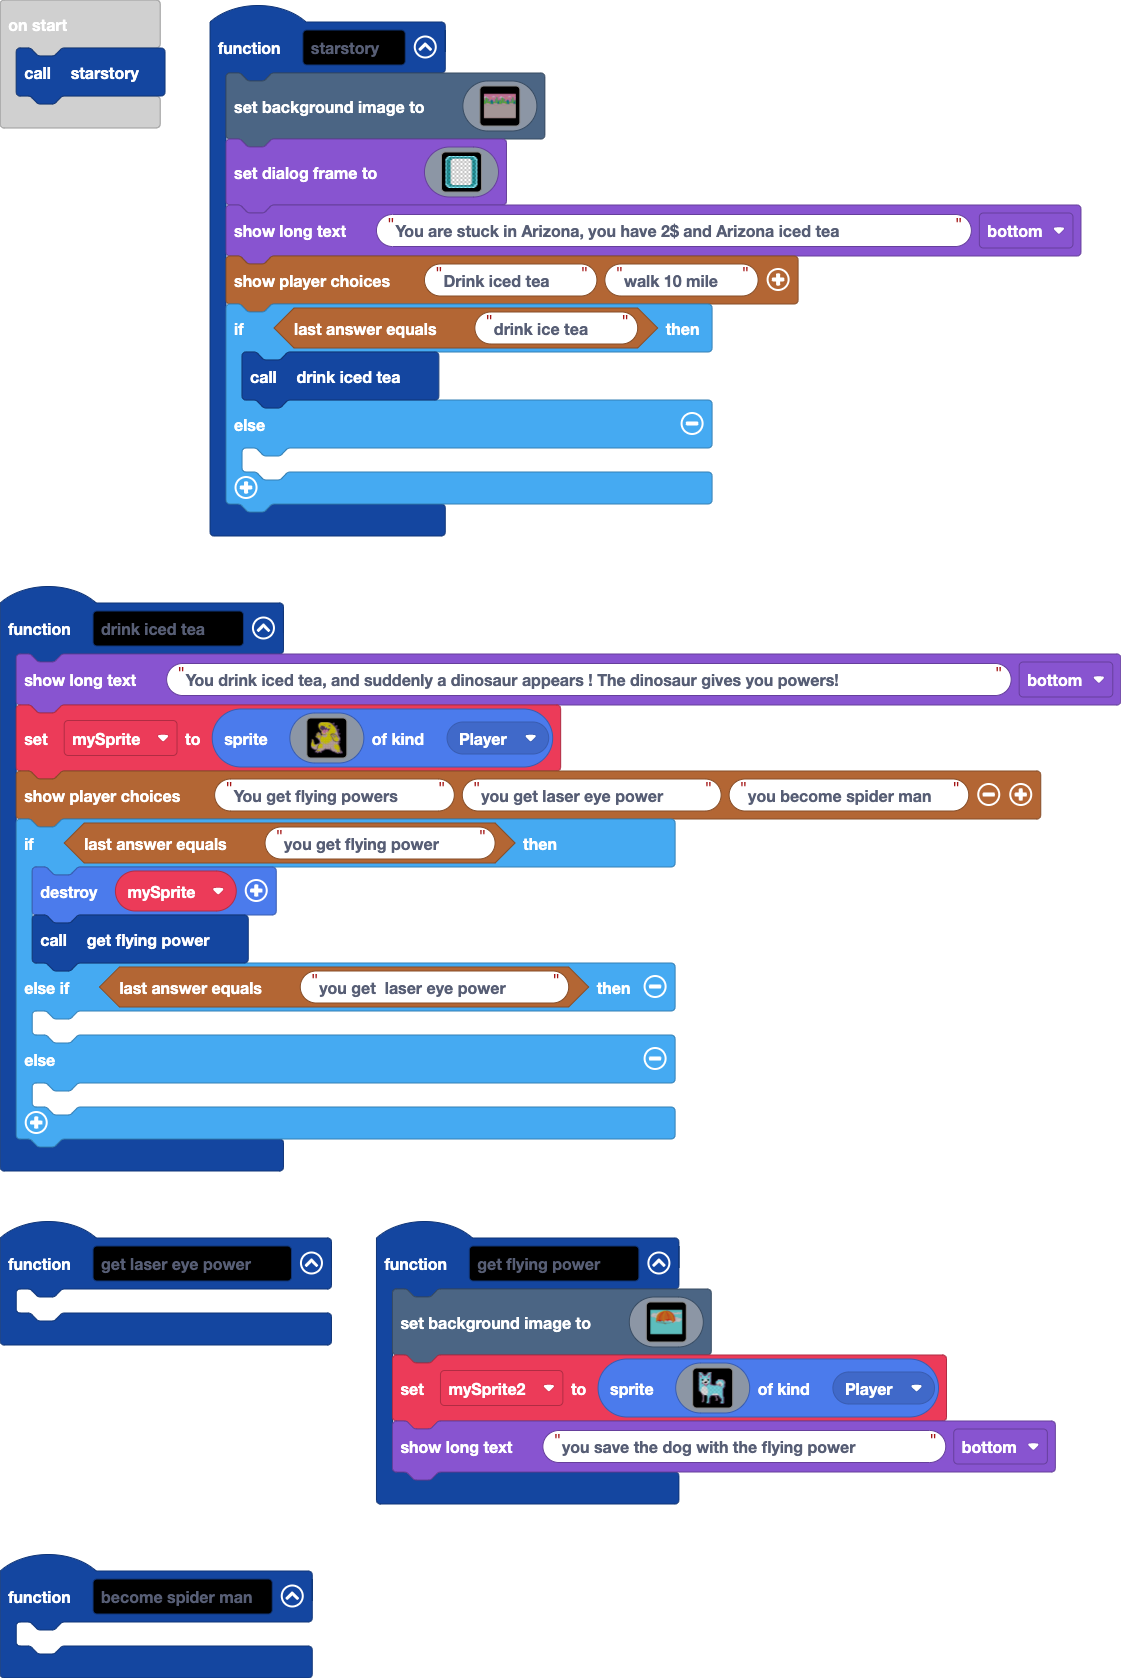 on start
call starstory
function starstory
set background image to
set dialog frame to
show long text "You are stuck in Arizona, you have 2$ and Arizona iced tea" bottom
show player choices "Drink iced tea" "walk 10 mile"
if last answer equals "drink ice tea" then
call drink iced tea
else
function drink iced tea
show long text "You drink iced tea, and suddenly a dinosaur appears ! The dinosaur gives you powers!" bottom
set mySprite to sprite of kind Player
show player choices "You get flying powers" "you get laser eye power" "you become spider man"
if last answer equals "you get flying power" then
destroy mySprite
call get flying power
else if last answer equals "you get  laser eye power" then
else
function get laser eye power
function get flying power
set background image to
set mySprite2 to sprite of kind Player
show long text "you save the dog with the flying power" bottom
function become spider man